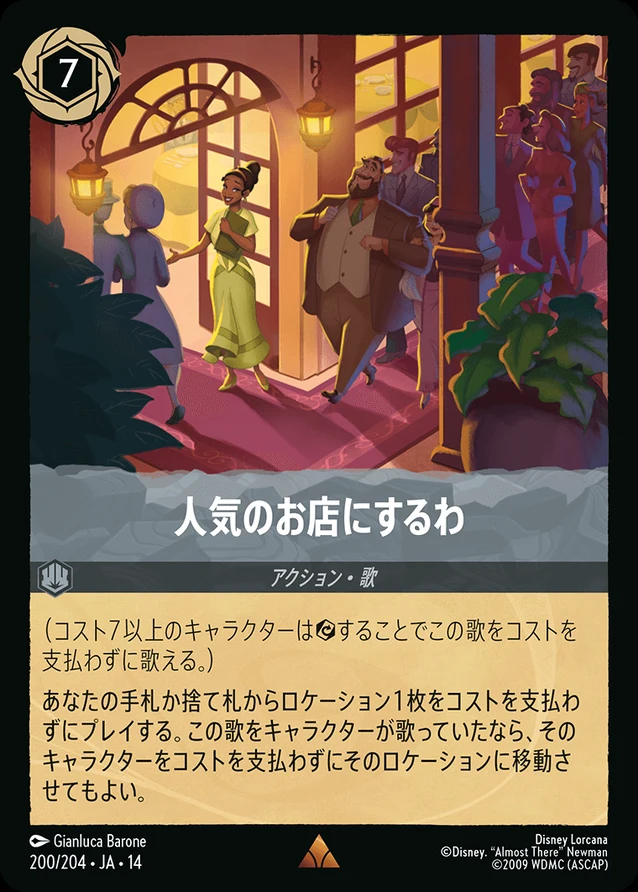 7
人気のお店にするわ
アクション・歌
（コスト7以上のキャラクターはすることでこの歌をコストを
支払わずに歌える。）
あなたの手札か捨て札からロケーション1枚をコストを支払わ
ずにプレイする。この歌をキャラクターが歌っていたなら、その
キャラクターをコストを支払わずにそのロケーションに移動さ
せてもよい。
Gianluca Barone
200/204・JA・14
Disney Lorcana
©Disney. “Almost There” Newman
©2009 WDMC (ASCAP)